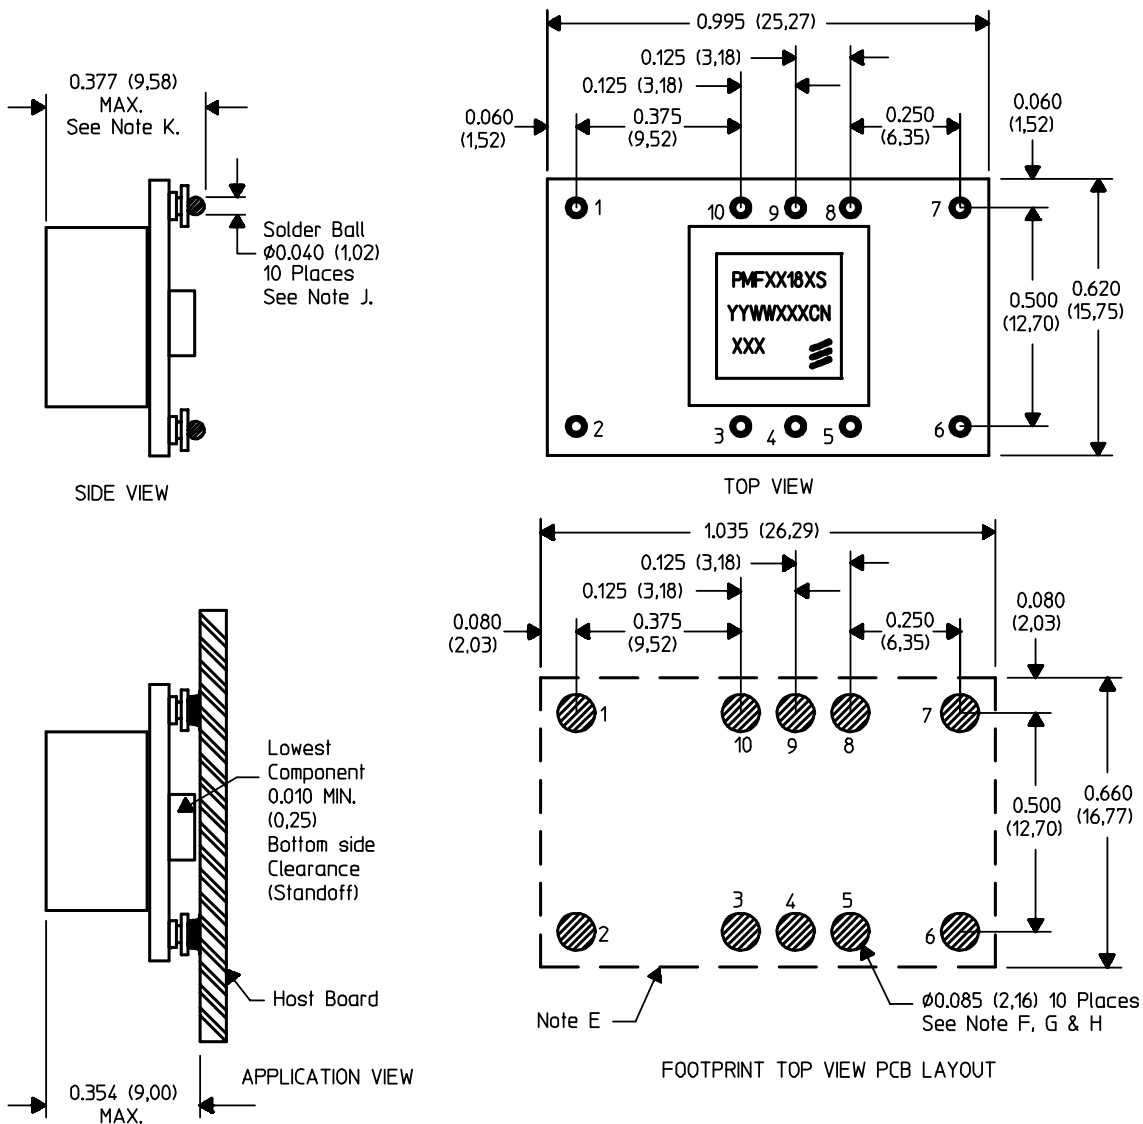 0.377 (9,58)
MAX.
See Note K.
Solder Ball
Ø0.040 (1,02)
10 Places
See Note J.
SIDE VIEW
0.995 (25,27)
0.125 (3,18)
0.125 (3,18)
0.060
(1,52)
0.375
(9,52)
0.250
(6,35)
0.060
(1,52)
1
10
9
8
7
PMFXX18XS
YYWWXXXCN
XXX
0.500
(12,70)
0.620
(15,75)
2
3
4
5
6
TOP VIEW
1.035 (26,29)
0.125 (3,18)
0.125 (3,18)
0.080
(2,03)
0.375
(9,52)
0.250
(6,35)
0.080
(2,03)
1
10
9
8
7
0.500
(12,70)
0.660
(16,77)
2
3
4
5
6
Note E
Ø0.085 (2,16) 10 Places
See Note F, G & H
FOOTPRINT TOP VIEW PCB LAYOUT
Lowest
Component
0.010 MIN.
(0,25)
Bottom side
Clearance
(Standoff)
Host Board
APPLICATION VIEW
0.354 (9,00)
MAX.